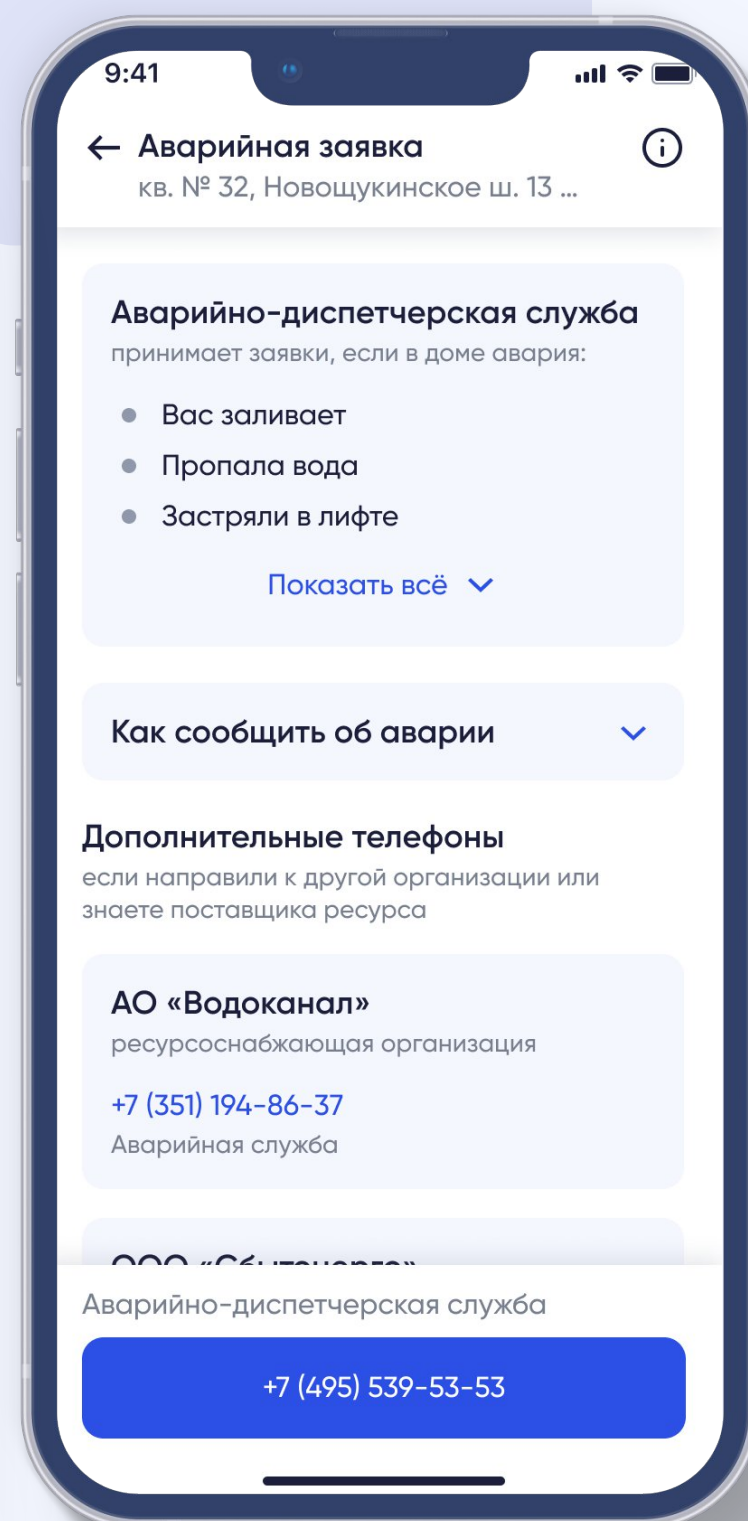 9:41
Аварийная заявка
кв. № 32, Новощукинское ш. 13 ...
Аварийно-диспетчерская служба
принимает заявки, если в доме авария:
Вас заливает
Пропала вода
Застряли в лифте
Показать всё
Как сообщить об аварии
Дополнительные телефоны
если направили к другой организации или
знаете поставщика ресурса
АО «Водоканал»
ресурсоснабжающая организация
+7 (351) 194-86-37
Аварийная служба
ООО «Сбытэнерго»
Аварийно-диспетчерская служба
+7 (495) 539-53-53